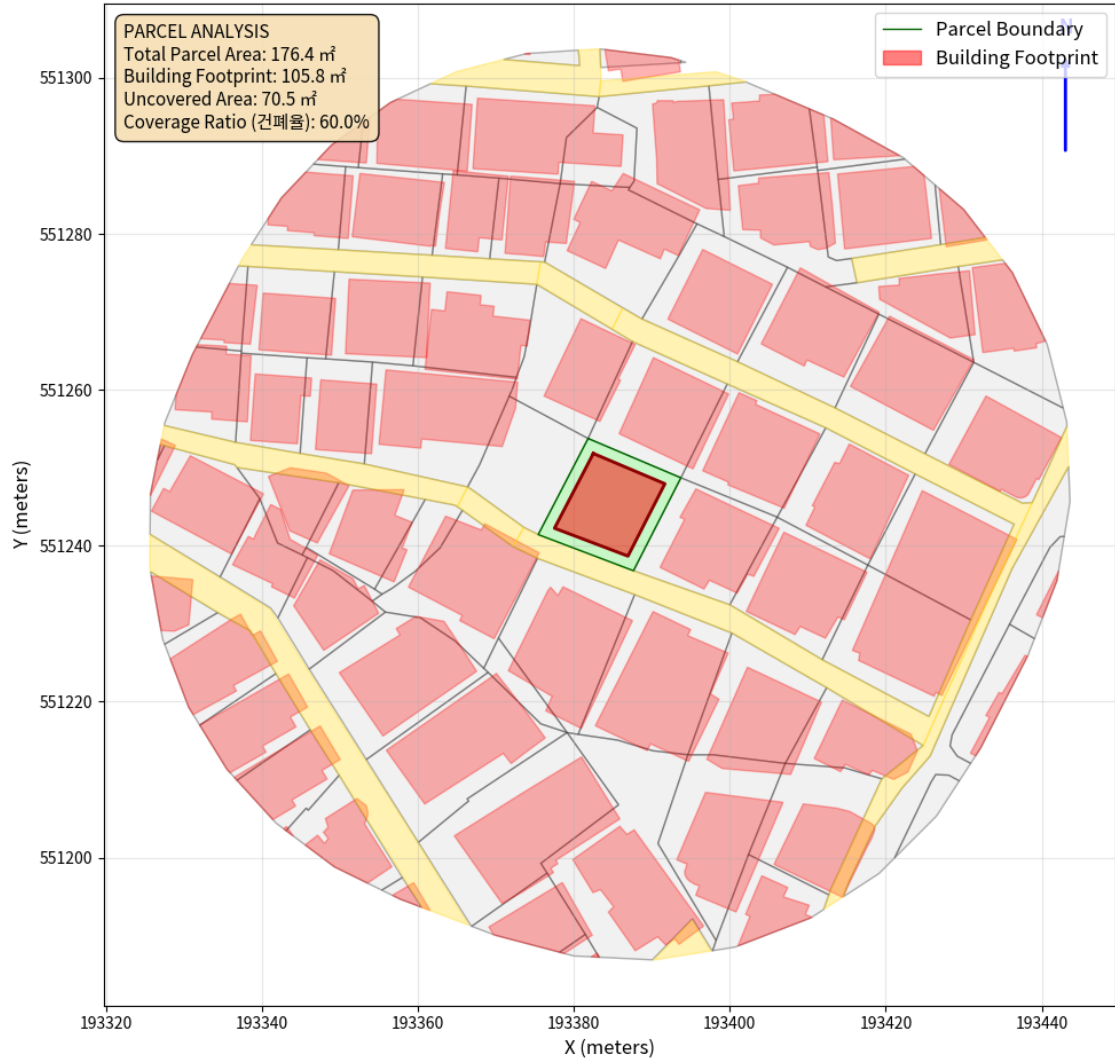 PARCEL ANALYSIS
Total Parcel Area: 176.4 ㎡
Building Footprint: 105.8 ㎡
Uncovered Area: 70.5 ㎡
Coverage Ratio (건폐율): 60.0%
N
Parcel Boundary
Building Footprint
551300
551280
551260
551240
551220
551200
Y (meters)
193320
193340
193360
193380
193400
193420
193440
X (meters)